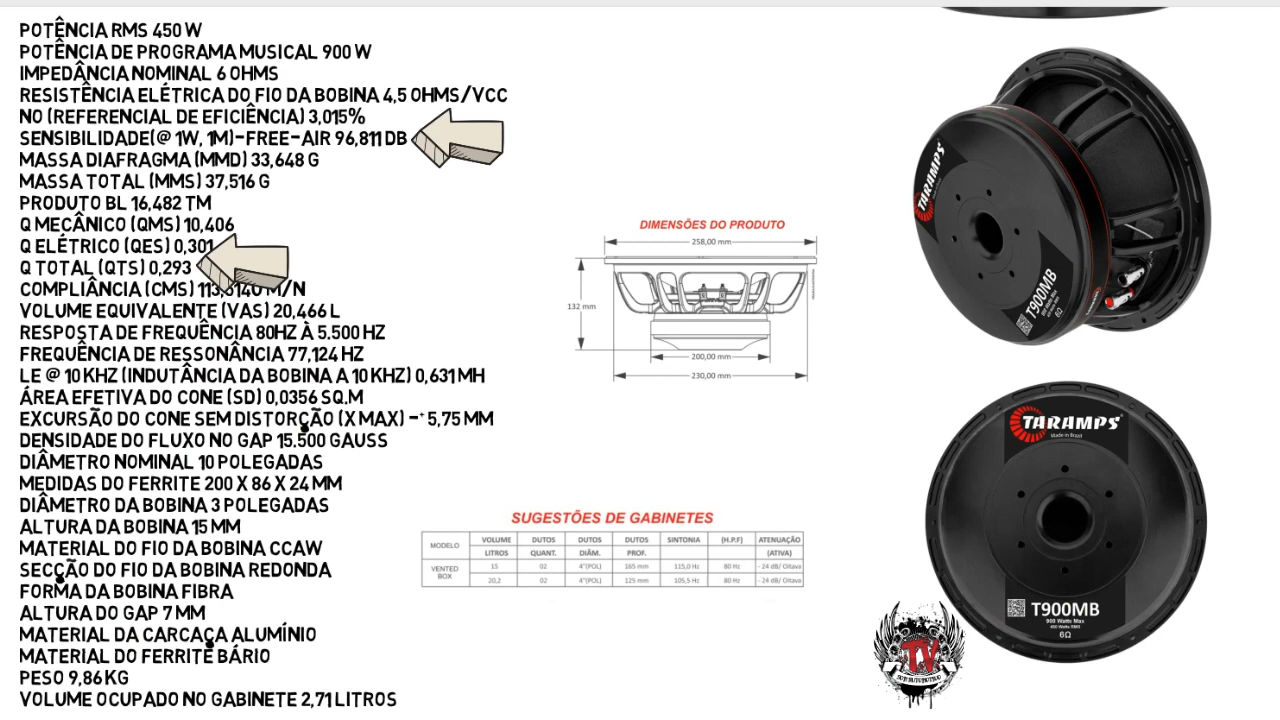 POTÊNCIA RMS 450 W
POTÊNCIA DE PROGRAMA MUSICAL 900 W
IMPEDÂNCIA NOMINAL 6 OHMS
RESISTÊNCIA ELÉTRICA DO FIO DA BOBINA 4,5 OHMS/VCC
NO (REFERENCIAL DE EFICIÊNCIA) 3,015%
SENSIBILIDADE(@ 1W, 1M)-FREE-AIR 96,811 DB
MASSA DIAFRAGMA (MMD) 33,648 G
MASSA TOTAL (MMS) 37,516 G
PRODUTO BL 16,482 TM
Q MECÂNICO (QMS) 10,406
Q ELÉTRICO (QES) 0,301
Q TOTAL (QTS) 0,293
COMPLIÂNCIA (CMS) M/N
VOLUME EQUIVALENTE (VAS) 20,466 L
RESPOSTA DE FREQUÊNCIA 80HZ À 5.500 HZ
FREQUÊNCIA DE RESSONÂNCIA 77,124 HZ
LE @ 10 KHZ (INDUTÂNCIA DA BOBINA A 10 KHZ) 0,631 MH
ÁREA EFETIVA DO CONE (SD) 0,0356 SQ.M
EXCURSÃO DO CONE SEM DISTORÇÃO (X MAX) -+ 5,75 MM
DENSIDADE DO FLUXO NO GAP 15.500 GAUSS
DIÂMETRO NOMINAL 10 POLEGADAS
MEDIDAS DO FERRITE 200 X 86 X 24 MM
DIÂMETRO DA BOBINA 3 POLEGADAS
ALTURA DA BOBINA 15 MM
MATERIAL DO FIO DA BOBINA CCAW
SECÇÃO DO FIO DA BOBINA REDONDA
FORMA DA BOBINA FIBRA
ALTURA DO GAP 7 MM
MATERIAL DA CARCAÇA ALUMÍNIO
MATERIAL DO FERRITE BÁRIO
PESO 9,86 KG
VOLUME OCUPADO NO GABINETE 2,71 LITROS
DIMENSÕES DO PRODUTO
258,00 mm
132 mm
200,00 mm
230,00 mm
SUGESTÕES DE GABINETES
MODELO VOLUME DUTOS DUTOS DUTOS SINTONIA (H.P.F) ATENUAÇÃO
LITROS QUANT. DIÂM. PROF. (ATIVA)
VENTED BOX 15 02 4"(POL) 165 mm 115,0 Hz 80 Hz - 24 dB/ Oitava
20,2 02 4"(POL) 125 mm 105,5 Hz 80 Hz - 24 dB/ Oitava
TARAMPS
T900MB
6Ω
TARAMPS
Made in Brazil
T900MB
900 Watts Max
450 Watts RMS
6Ω
TV
SOM AUTOMOTIVO